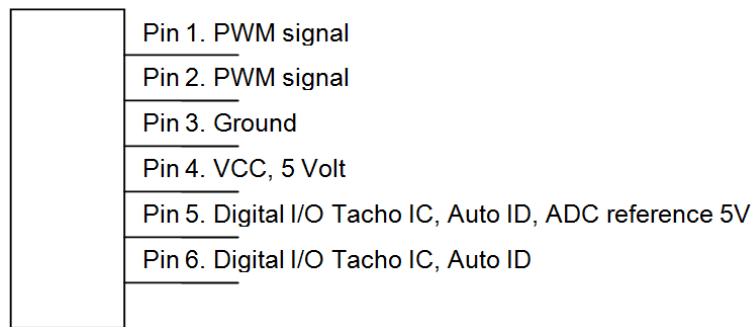 Pin 1. PWM signal
Pin 2. PWM signal
Pin 3. Ground
Pin 4. VCC, 5 Volt
Pin 5. Digital I/O Tacho IC, Auto ID, ADC reference 5V
Pin 6. Digital I/O Tacho IC, Auto ID